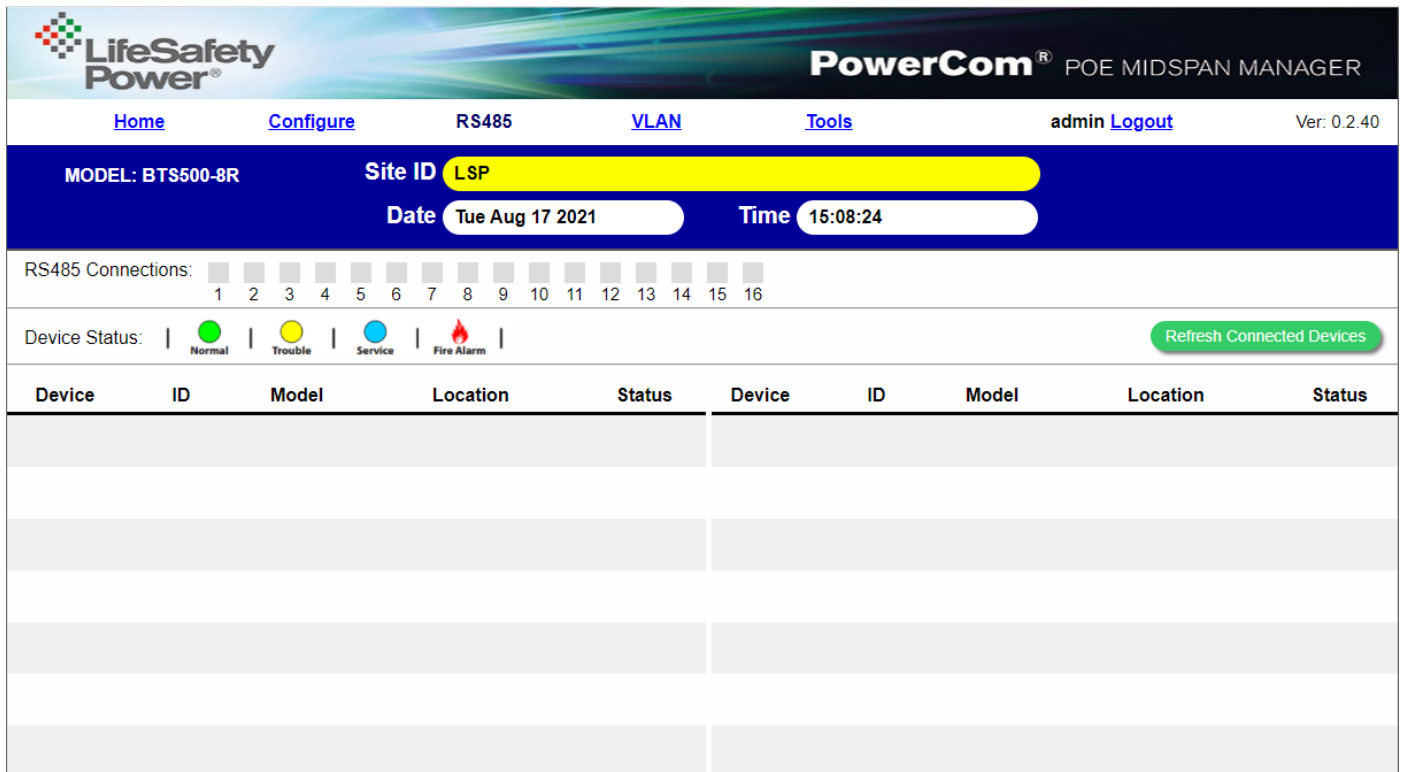 LifeSafety
Power®
PowerCom® POE MIDSPAN MANAGER
Home Configure RS485 VLAN Tools admin Logout Ver: 0.2.40
MODEL: BTS500-8R Site ID LSP
Date Tue Aug 17 2021 Time 15:08:24
RS485 Connections:
1 2 3 4 5 6 7 8 9 10 11 12 13 14 15 16
Device Status: | Normal | Trouble | Service | Fire Alarm | Refresh Connected Devices
Device ID Model Location Status Device ID Model Location Status